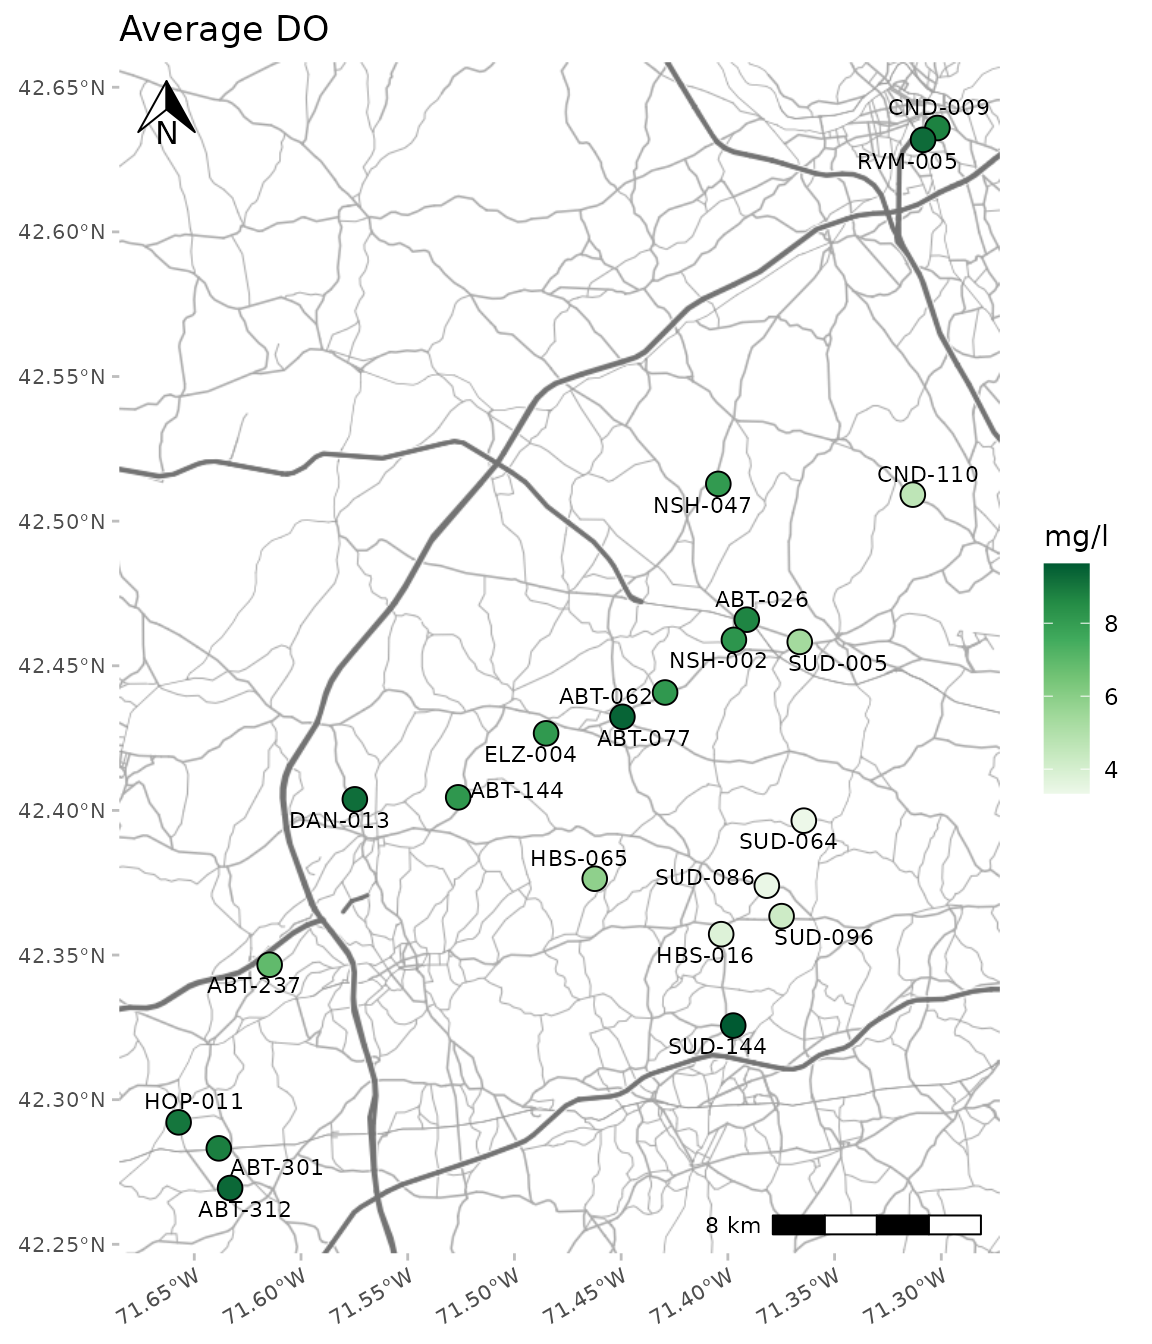 Average DO
42.65°N
N
CND-009
RVM-005
42.60°N
42.55°N
CND-110
NSH-047
42.50°N
mg/l
ABT-026
NSH-002
SUD-005
8
42.45°N
ABT-062
6
ABT-077
ELZ-004
4
ABT-144
42.40°N
DAN-013
SUD-064
HBS-065
SUD-086
SUD-096
HBS-016
42.35°N
ABT-237
SUD-144
42.30°N
HOP-011
ABT-301
ABT-312
8 km
42.25°N
71.65°W
71.60°W
71.55°W
71.50°W
71.45°W
71.40°W
71.35°W
71.30°W